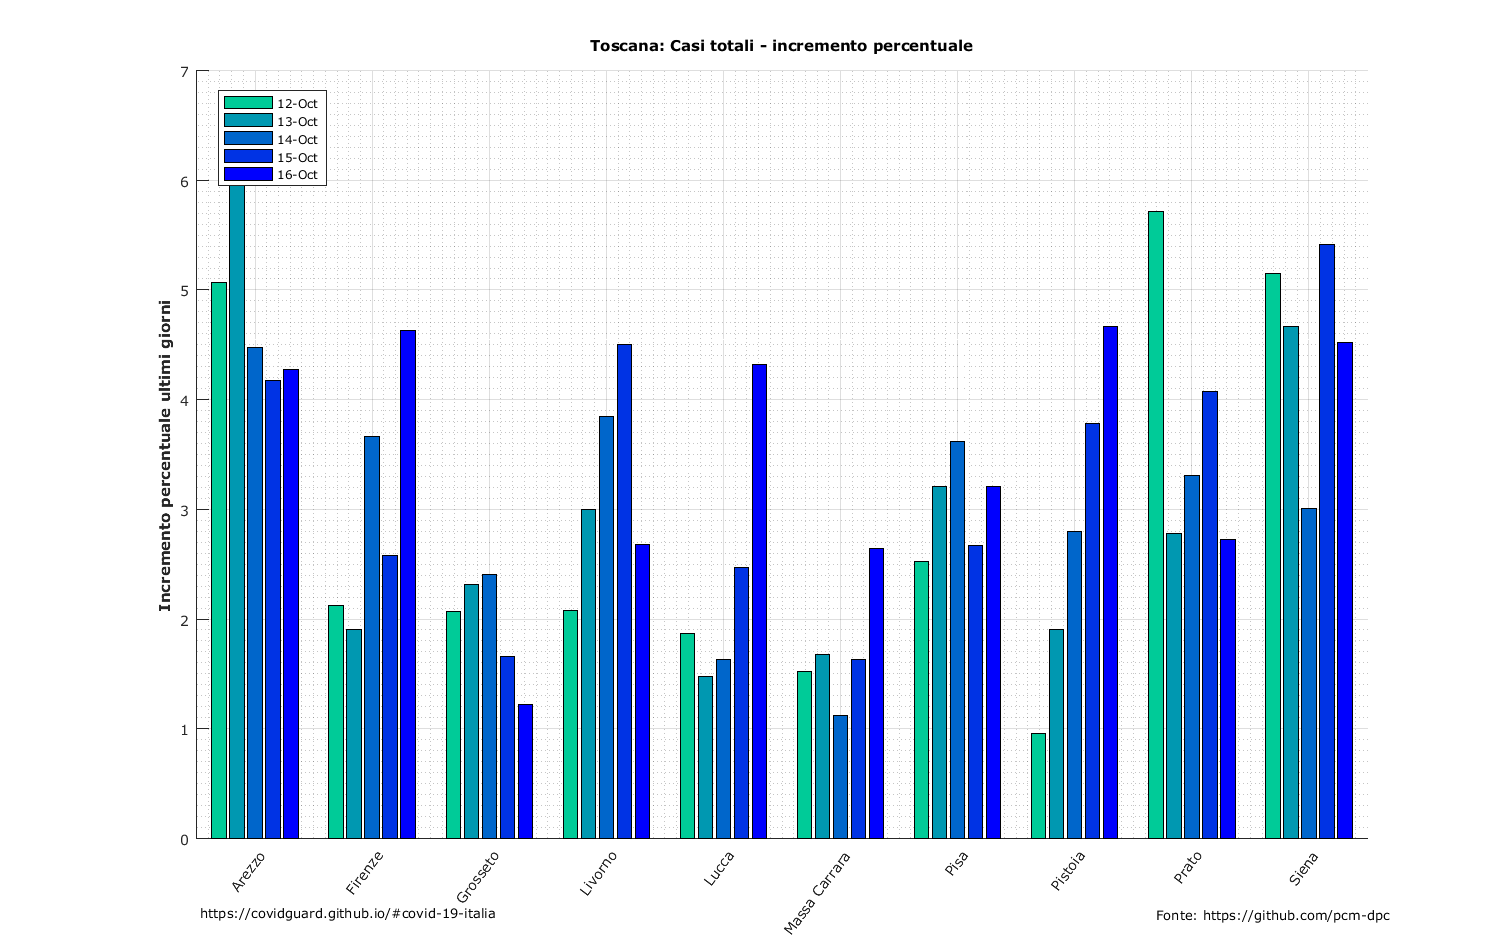 Toscana: Casi totali - incremento percentuale
7
6
5
4
3
2
1
0
Incremento percentuale ultimi giorni
12-Oct
13-Oct
14-Oct
15-Oct
16-Oct
Arezzo
Firenze
Grosseto
Livorno
Lucca
Massa Carrara
Pisa
Pistoia
Prato
Siena
https://covidguard.github.io/#covid-19-italia
Fonte: https://github.com/pcm-dpc